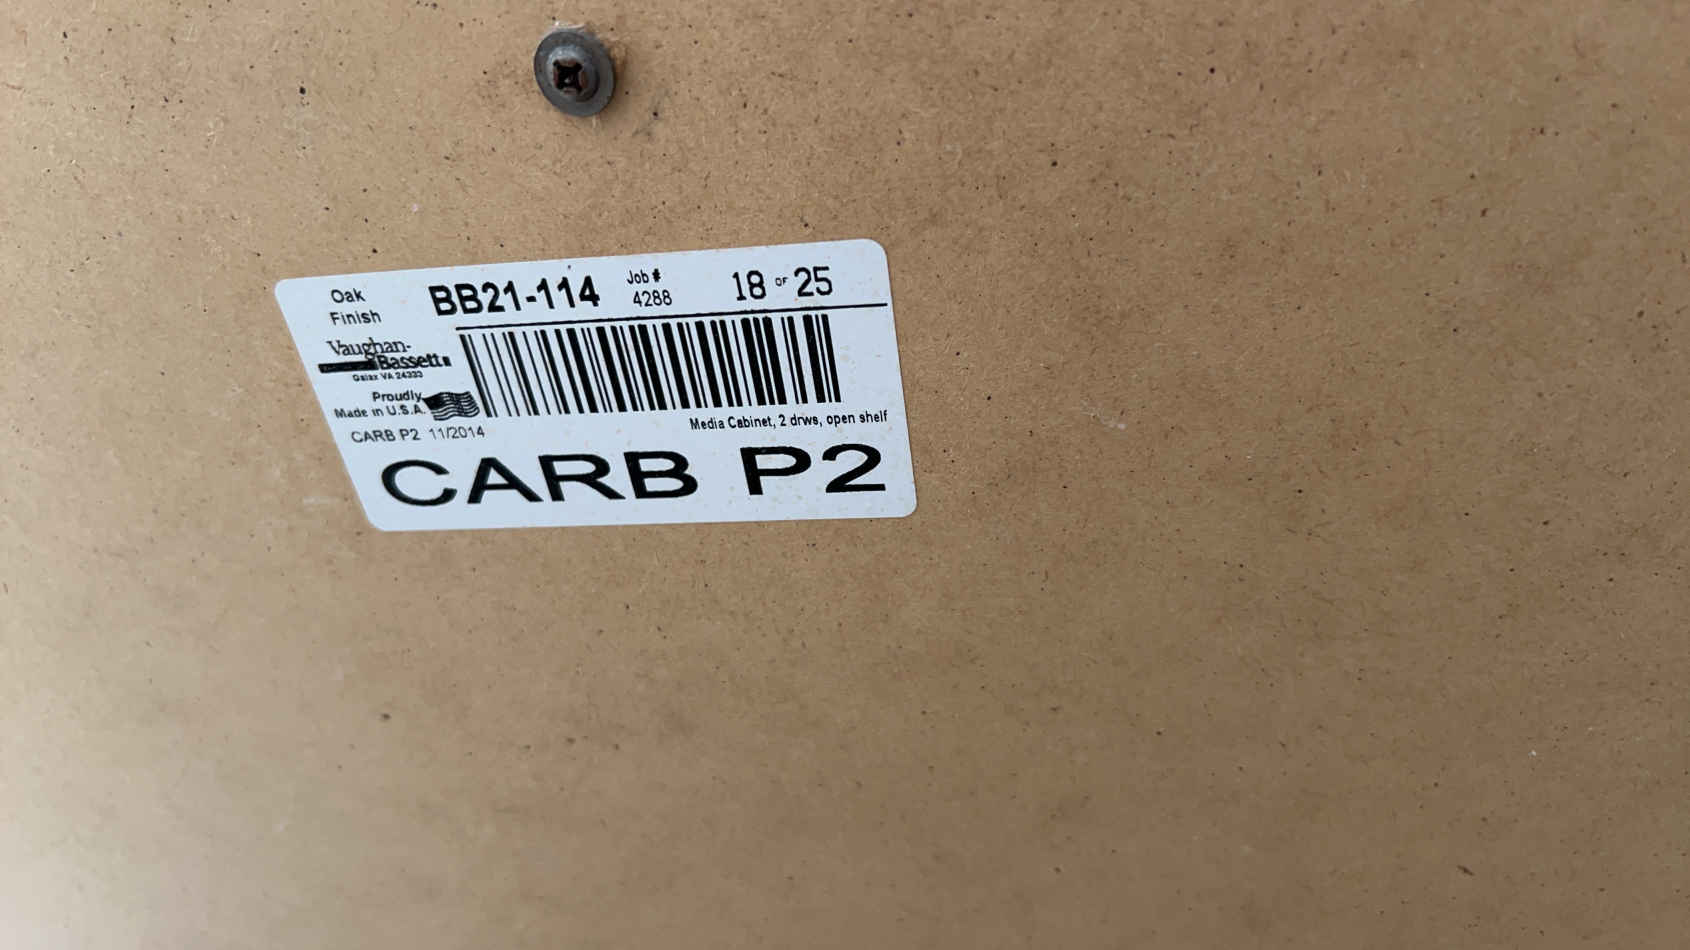 Oak
Finish
BB21-114
Job #
4288
18 OF 25
Vaughan-
Bassett
Galax VA 24333
Proudly
Made in U.S.A.
CARB P2 11/2014
Media Cabinet, 2 drws, open shelf
CARB P2